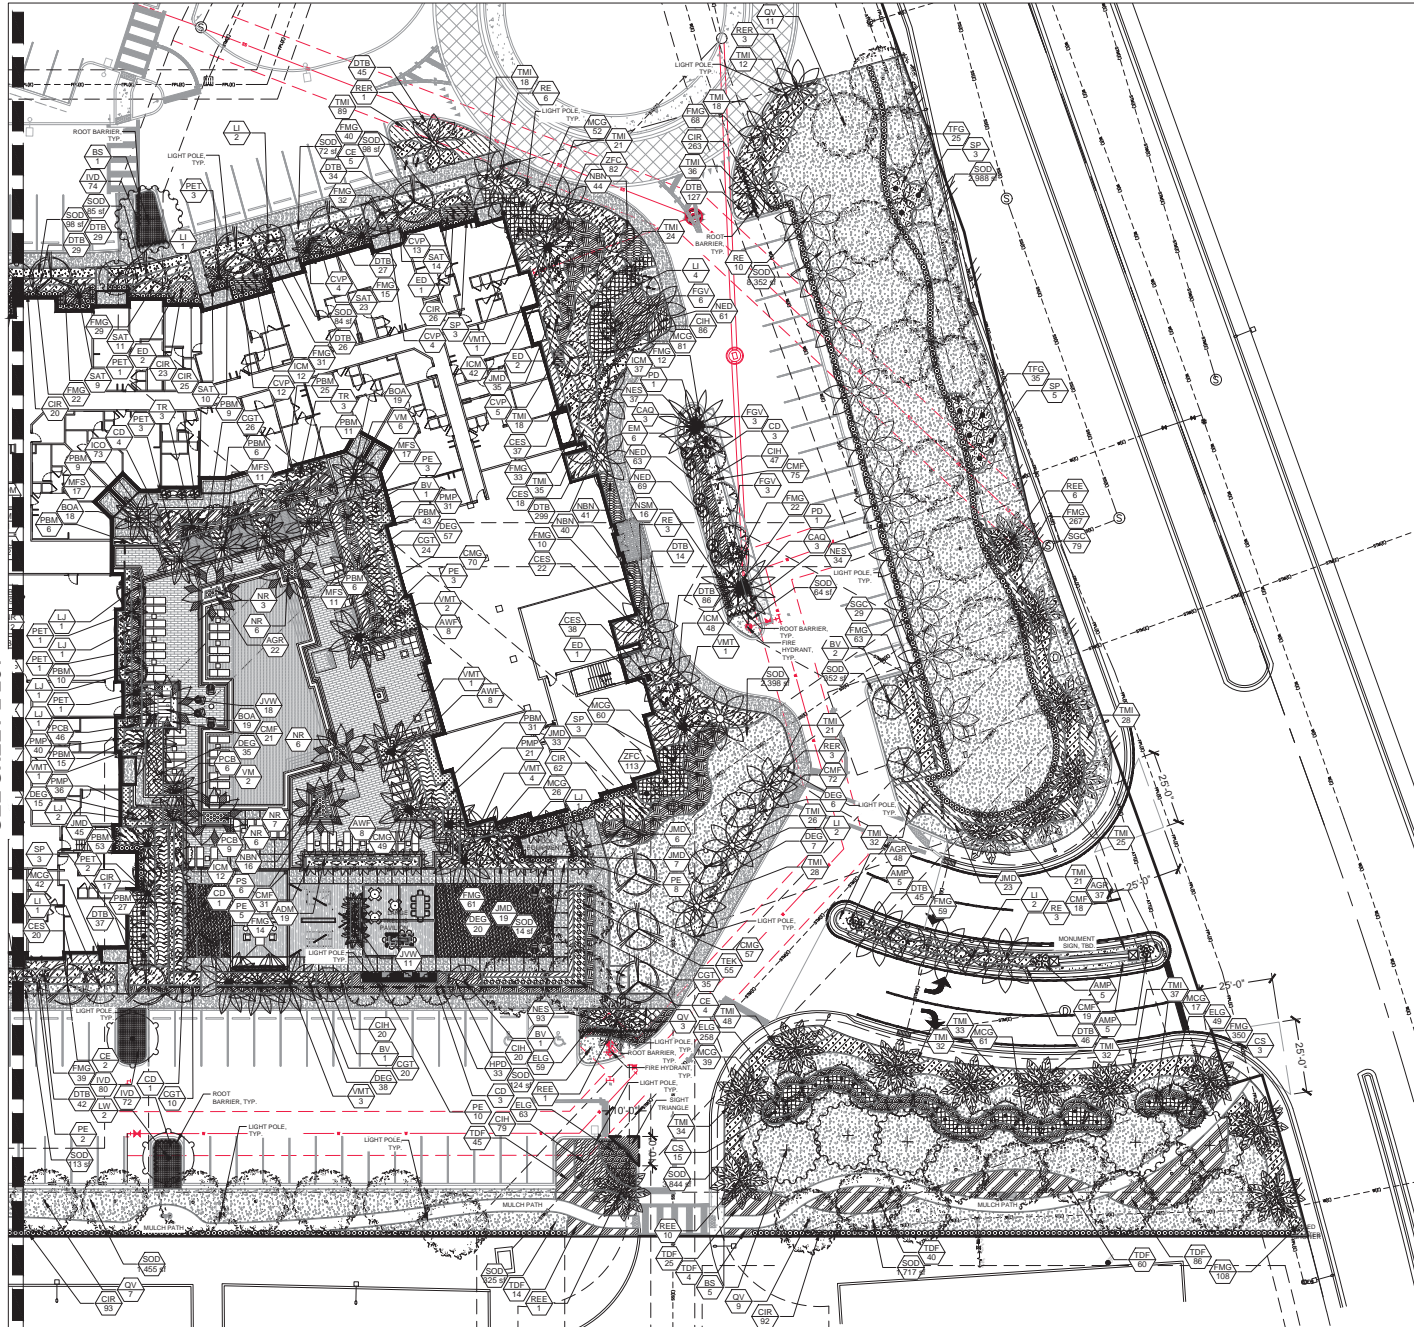 QV
11
RER
3
TMI
12
LIGHT POLE,
TYP.
DTB
45
RER
TMI
89
TMI
18
RE
6
LIGHT POLE,
TYP.
MCG
52
TMI
21
ZFC
82
NBN
44
TMI
18
FMG
68
CIR
263
TMI
36
DTB
127
ROOT BARRIER,
TYP.
LI
2
FMG
40
SOD
72 sf
CE
5
SOD
98 sf
DTB
34
FMG
32
LIGHT POLE,
TYP.
BS
1
IVD
74
SOD
85 sf
SOD
98 sf
DTB
29
DTB
29
PET
3
LI
1
TFG
25
SP
3
SOD
2,988 sf
ROOT
BARRIER,
TYP.
TMI
24
RE
10
SOD
8,352 sf
LI
4
FGV
6
NED
61
CIH
86
MCG
81
FMG
12
ICM
37
PD
1
NES
37
CAQ
3
EM
6
NED
63
NED
69
NSM
16
RE
3
DTB
14
CVP
13
SAT
14
DTB
27
FMG
15
ED
1
CVP
4
SAT
23
SOD
84 sf
DTB
26
CIR
26
SP
3
CVP
4
VMT
1
ICM
42
ED
2
JMD
35
CVP
5
TMI
18
FMG
29
SAT
11
ED
2
PET
1
CIR
23
CIR
25
SAT
9
SAT
10
FMG
22
CIR
20
FMG
31
ICM
12
CVP
12
PBM
25
TR
3
PBM
11
BOA
19
VM
6
MFS
17
PE
3
PBM
9
CGT
26
PBM
6
MFS
11
TR
3
PET
3
CD
4
ICO
73
PBM
9
MFS
17
BOA
18
PBM
6
BV
1
PMP
31
PBM
43
DEG
57
CGT
24
CMG
70
PE
3
CES
37
FMG
33
TMI
35
CES
18
DTB
299
NBN
41
NBN
40
FMG
10
CES
22
FGV
3
CD
3
CIH
47
CMF
75
FGV
3
FMG
22
PD
1
CAQ
3
NES
34
LIGHT POLE,
TYP.
SOD
64 sf
TFG
35
SP
5
REE
6
FMG
267
SGC
79
SGC
29
FMG
63
BV
2
SOD
352 sf
ROOT BARRIER,
TYP.
FIRE
HYDRANT,
TYP.
DTB
86
ICM
48
VMT
1
SOD
2,398 sf
PBM
6
MFS
11
NR
3
NR
6
AGR
22
VMT
2
AWF
8
CES
38
ED
1
VMT
1
AWF
8
MCG
60
SP
3
PBM
31
JMD
33
PMP
21
CIR
62
VMT
4
MCG
26
LI
1
ZFC
113
LJ
1
PET
1
LJ
1
PET
1
PBM
10
LJ
1
PET
1
LJ
1
PCB
46
PMP
40
PBM
15
VMT
1
PMP
36
DEG
15
LJ
2
JMD
45
PBM
53
JVW
18
BOA
19
CMF
21
DEG
35
NR
6
PCB
6
VM
2
NR
7
NR
6
PCB
9
NBN
16
ICM
12
AWF
8
CMG
49
SP
3
PET
2
MCG
42
CIR
17
PBM
27
LI
1
DTB
37
CES
20
PS
6
CD
1
CMF
31
PE
5
ADM
19
FMG
14
FMG
61
JMD
19
DEG
20
SOD
14 sf
JVW
11
LIGHT POLE,
TYP.
TMI
21
RER
3
CMF
72
DEG
6
TMI
26
LI
2
DEG
7
TMI
32
TMI
28
LIGHT POLE,
TYP.
JMD
6
JMD
7
PE
8
LIGHT POLE,
TYP.
CMG
57
TEK
55
CGT
35
AGR
48
AMP
5
DTB
45
FMG
59
JMD
23
LI
2
RE
3
TMI
21
AGR
37
CMF
18
TMI
25
TMI
28
25'-0"
25'-0"
MONUMENT
SIGN, TBD.
AMP
5
TMI
37
MCG
17
ELG
49
FMG
350
CS
3
CMF
19
AMP
5
DTB
46
TMI
32
TMI
33
MCG
61
TMI
32
25'-0"
25'-0"
CE
4
TMI
48
QV
3
ELG
258
MCG
39
NES
93
BV
1
CIH
20
ELG
59
HPD
33
SOD
124 sf
CD
3
REE
1
ELG
63
PE
10
CIH
79
TDF
45
LIGHT POLE,
TYP.
ROOT BARRIER,
TYP.
FIRE HYDRANT,
TYP.
LIGHT POLE,
TYP.
SIGHT
TRIANGLE
10'-0"
TMI
34
CS
15
SOD
844 sf
LIGHT POLE,
TYP.
CE
2
FMG
39
IVD
80
CD
1
DTB
42
IVD
72
LW
2
CGT
10
PE
2
SOD
113 sf
ROOT
BARRIER, TYP.
CIH
20
BV
1
CGT
20
DEG
38
VMT
3
LIGHT POLE,
TYP.
LIGHT POLE,
TYP.
MULCH PATH
MULCH PATH
MULCH PATH
SOD
1,455 sf
QV
7
CIR
93
SOD
325 sf
TDF
14
REE
1
REE
10
TDF
25
TDF
4
BS
5
QV
9
CIR
92
TDF
40
SOD
1,717 sf
TDF
60
TDF
86
FMG
108